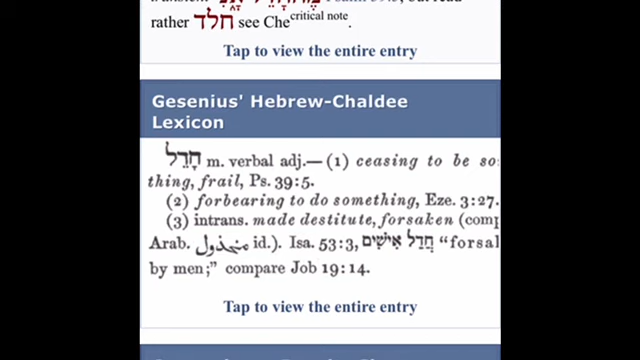 rather חלד see Che critical note.
Tap to view the entire entry
Gesenius' Hebrew-Chaldee
Lexicon
חָדֵל m. verbal adj.—(1) ceasing to be so
thing, frail, Ps. 39:5.
(2) forbearing to do something, Eze. 3:27.
(3) intrans. made destitute, forsaken (comp
Arab. مخذول id.). Isa. 53:3, חֲדַל אִישִׁים "forsa
by men;" compare Job 19:14.
Tap to view the entire entry